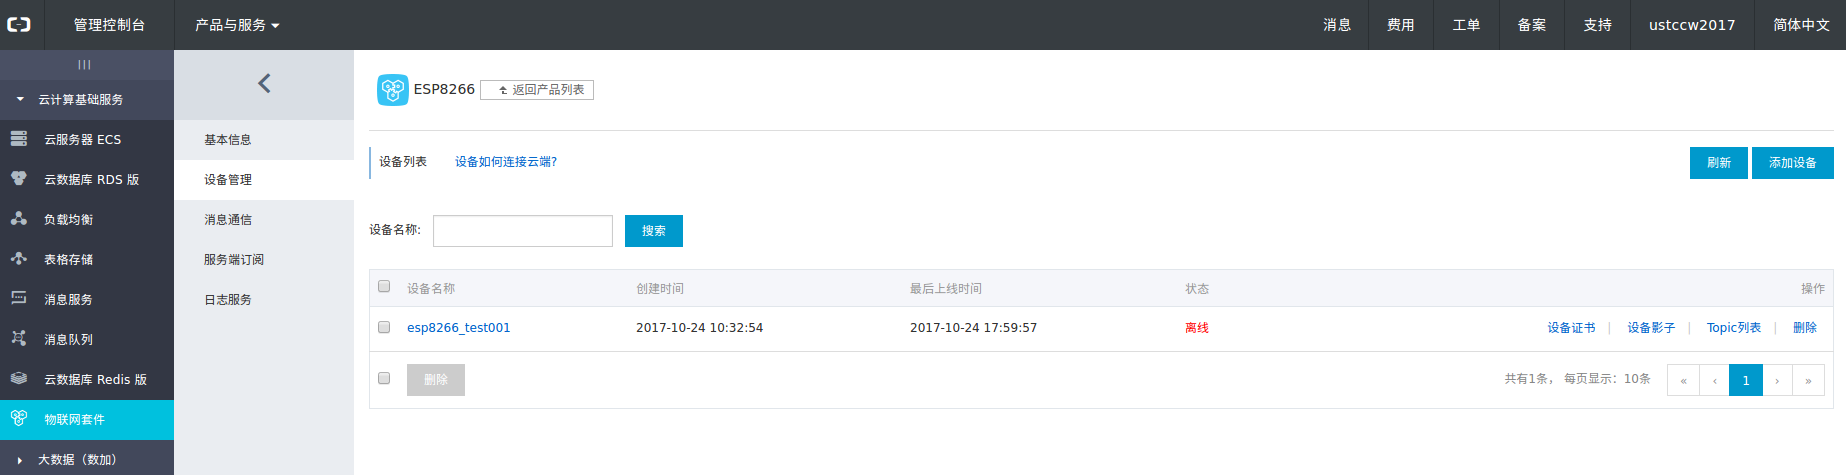 管理控制台 产品与服务 消息 费用 工单 备案 支持 ustccw2017 简体中文
云计算基础服务
云服务器 ECS
云数据库 RDS 版
负载均衡
表格存储
消息服务
消息队列
云数据库 Redis 版
物联网套件
大数据（数加）
基本信息
设备管理
消息通信
服务端订阅
日志服务
ESP8266 返回产品列表
设备列表 设备如何连接云端? 刷新 添加设备
设备名称: 搜索
设备名称 创建时间 最后上线时间 状态 操作
esp8266_test001 2017-10-24 10:32:54 2017-10-24 17:59:57 离线 设备证书 | 设备影子 | Topic列表 | 删除
删除 共有1条， 每页显示：10条 « ‹ 1 › »